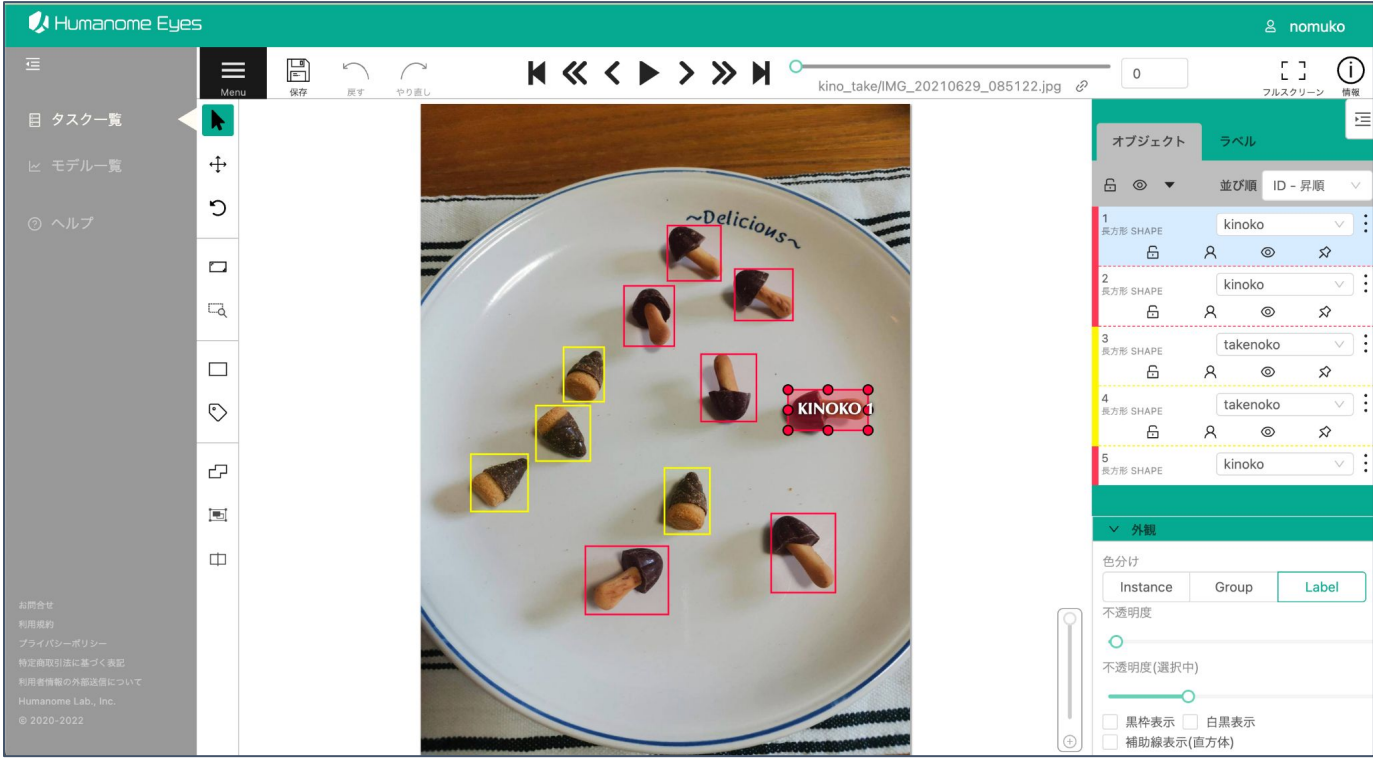 Humanome Eyes
nomuko
Menu
保存
戻す
やり直し
kino_take/IMG_20210629_085122.jpg
0
フルスクリーン
情報
タスク一覧
モデル一覧
ヘルプ
お問合せ
利用規約
プライバシーポリシー
特定商取引法に基づく表記
利用者情報の外部送信について
Humanome Lab., Inc.
© 2020-2022
~Delicious~
KINOKO 1
オブジェクト
ラベル
並び順
ID - 昇順
1
長方形 SHAPE
kinoko
2
長方形 SHAPE
kinoko
3
長方形 SHAPE
takenoko
4
長方形 SHAPE
takenoko
5
長方形 SHAPE
kinoko
外観
色分け
Instance
Group
Label
不透明度
不透明度(選択中)
黒枠表示
白黒表示
補助線表示(直方体)